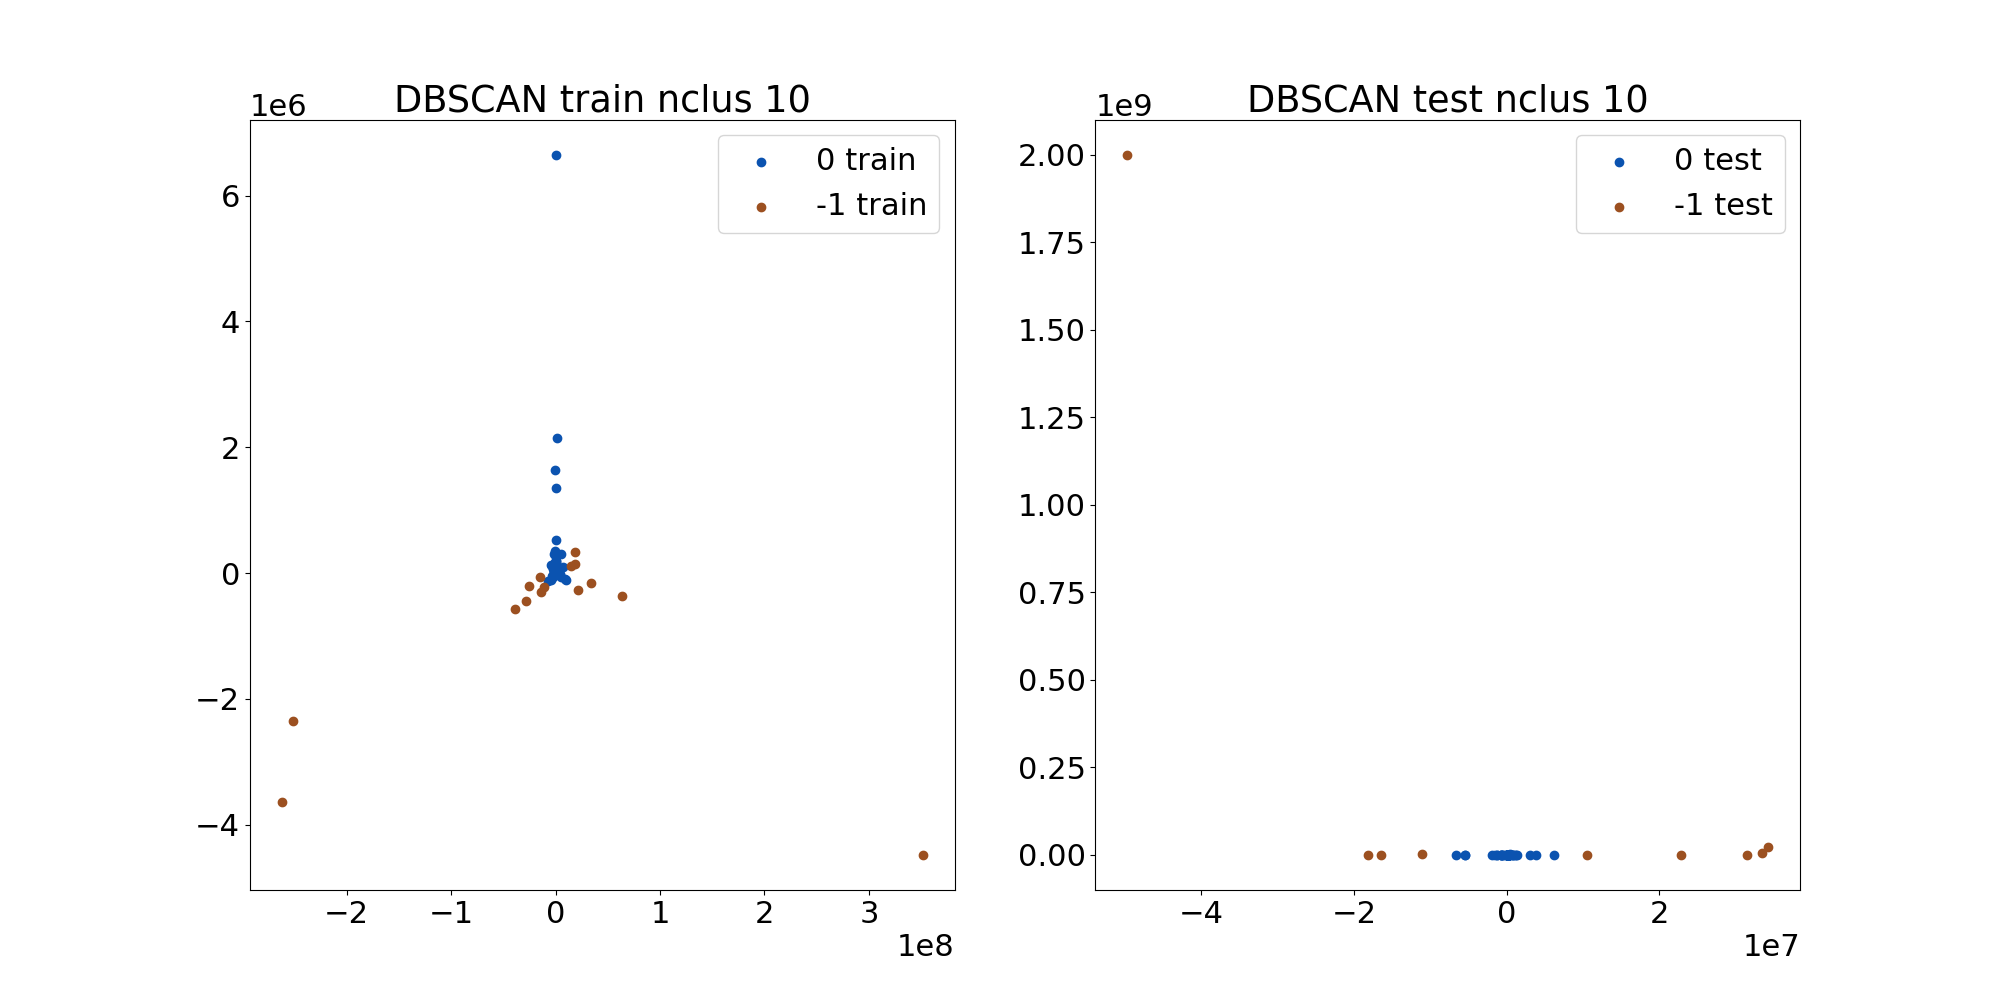 DBSCAN train nclus 10
1e6
0 train
-1 train
6
4
2
0
−2
−4
−2 −1 0 1 2 3
1e8
DBSCAN test nclus 10
1e9
0 test
-1 test
2.00
1.75
1.50
1.25
1.00
0.75
0.50
0.25
0.00
−4 −2 0 2
1e7